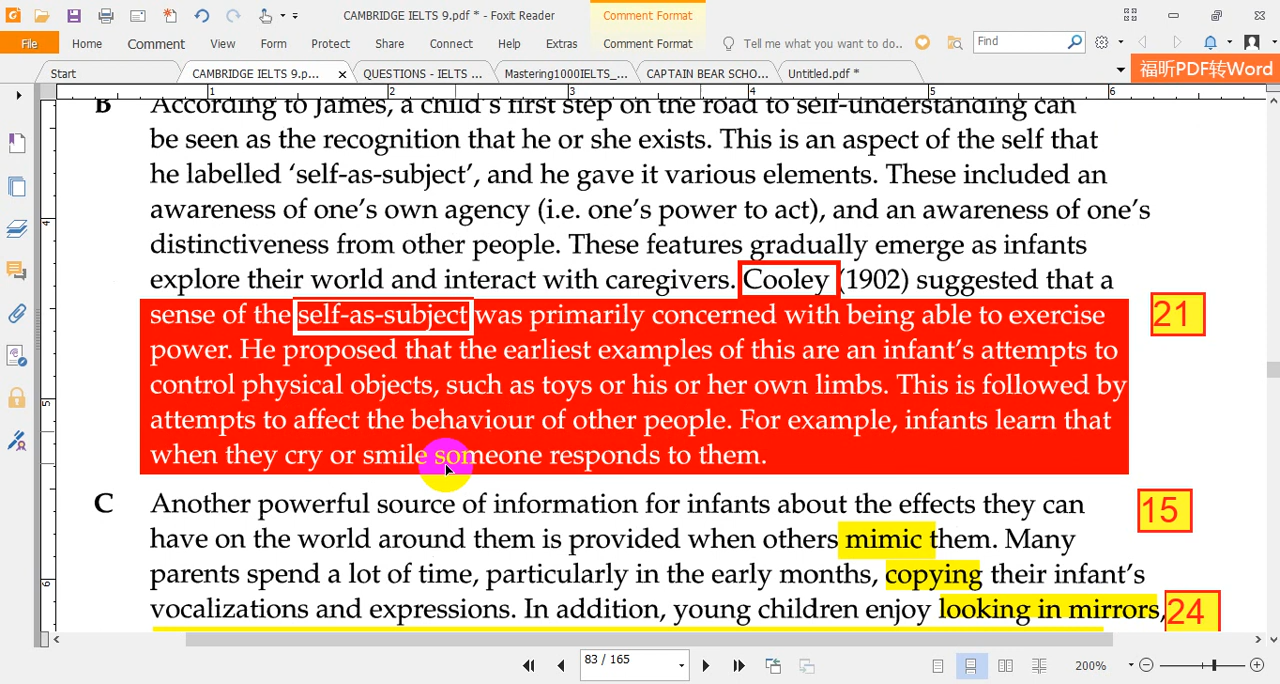 CAMBRIDGE IELTS 9.pdf * - Foxit Reader
Comment Format
File Home Comment View Form Protect Share Connect Help Extras Comment Format Tell me what you want to do.. Find
Start CAMBRIDGE IELTS 9.p... QUESTIONS - IELTS ... Mastering1000IELTS_... CAPTAIN BEAR SCHO... Untitled.pdf * 福昕PDF转Word
1 2 3 4 5 6
B According to James, a child's first step on the road to self-understanding can
be seen as the recognition that he or she exists. This is an aspect of the self that
he labelled ‘self-as-subject’, and he gave it various elements. These included an
awareness of one’s own agency (i.e. one’s power to act), and an awareness of one’s
distinctiveness from other people. These features gradually emerge as infants
explore their world and interact with caregivers. Cooley (1902) suggested that a
sense of the self-as-subject was primarily concerned with being able to exercise 21
power. He proposed that the earliest examples of this are an infant’s attempts to
control physical objects, such as toys or his or her own limbs. This is followed by
attempts to affect the behaviour of other people. For example, infants learn that
when they cry or smile someone responds to them.
C Another powerful source of information for infants about the effects they can 15
have on the world around them is provided when others mimic them. Many
parents spend a lot of time, particularly in the early months, copying their infant’s
vocalizations and expressions. In addition, young children enjoy looking in mirrors, 24
83 / 165 200%